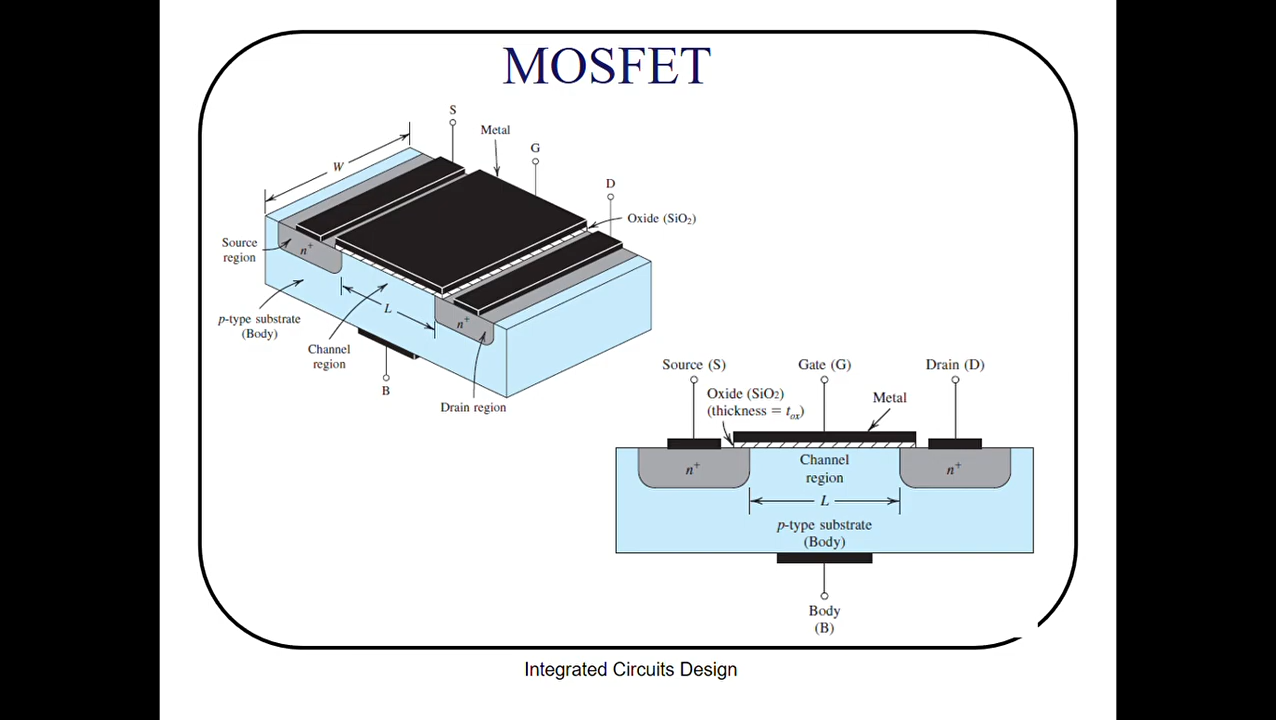 MOSFET
S
Metal
G
W
D
Oxide (SiO₂)
Source
region
n⁺
L
n⁺
p-type substrate
(Body)
Channel
region
B
Drain region
Source (S)
Gate (G)
Drain (D)
Oxide (SiO₂)
(thickness = tₒₓ)
Metal
n⁺
Channel
region
n⁺
L
p-type substrate
(Body)
Body
(B)
Integrated Circuits Design